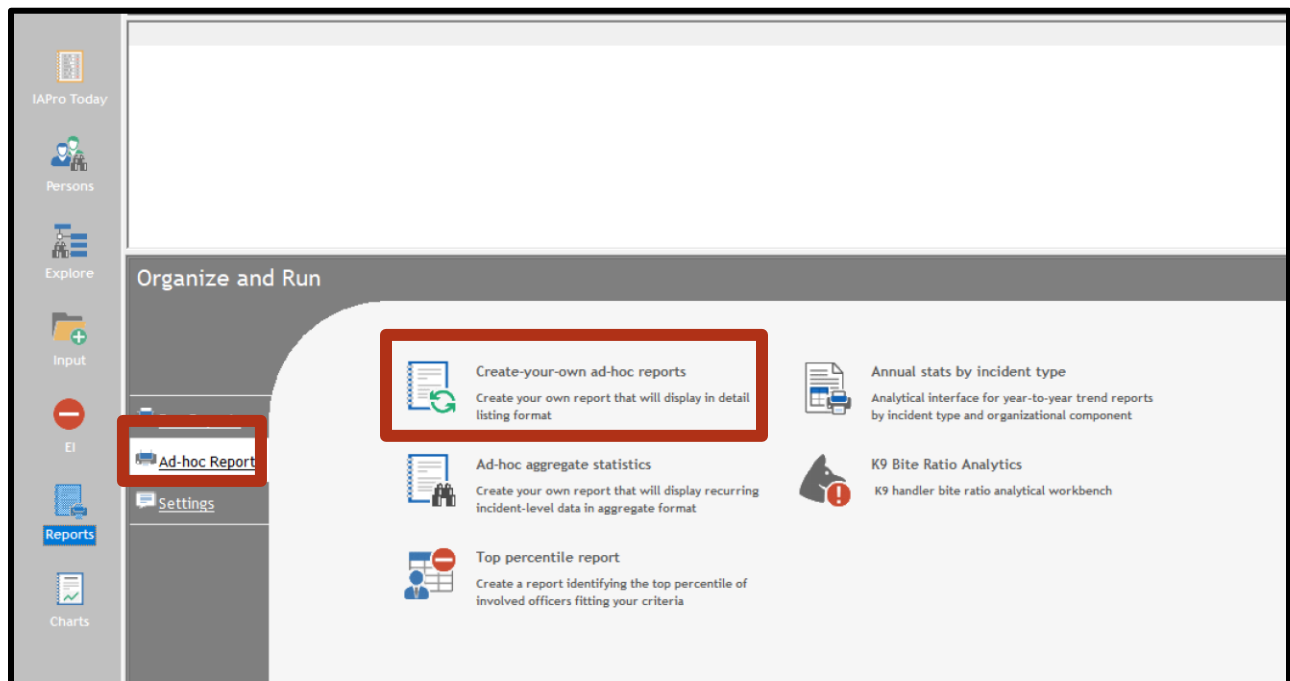 IAPro Today
Persons
Explore
Input
EI
Reports
Charts
Organize and Run
Ad-hoc Report
Settings
Create-your-own ad-hoc reports
Create your own report that will display in detail
listing format
Ad-hoc aggregate statistics
Create your own report that will display recurring
incident-level data in aggregate format
Top percentile report
Create a report identifying the top percentile of
involved officers fitting your criteria
Annual stats by incident type
Analytical interface for year-to-year trend reports
by incident type and organizational component
K9 Bite Ratio Analytics
K9 handler bite ratio analytical workbench